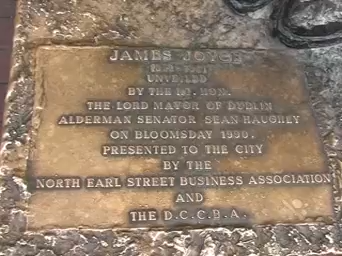 JAMES JOYCE
UNVEILED
BY THE RT. HON.
THE LORD MAYOR OF DUBLIN
ALDERMAN SENATOR SEAN HAUGHEY
ON BLOOMSDAY 1990.
PRESENTED TO THE CITY
BY THE
NORTH EARL STREET BUSINESS ASSOCIATION
AND
THE D.C.C.B.A.